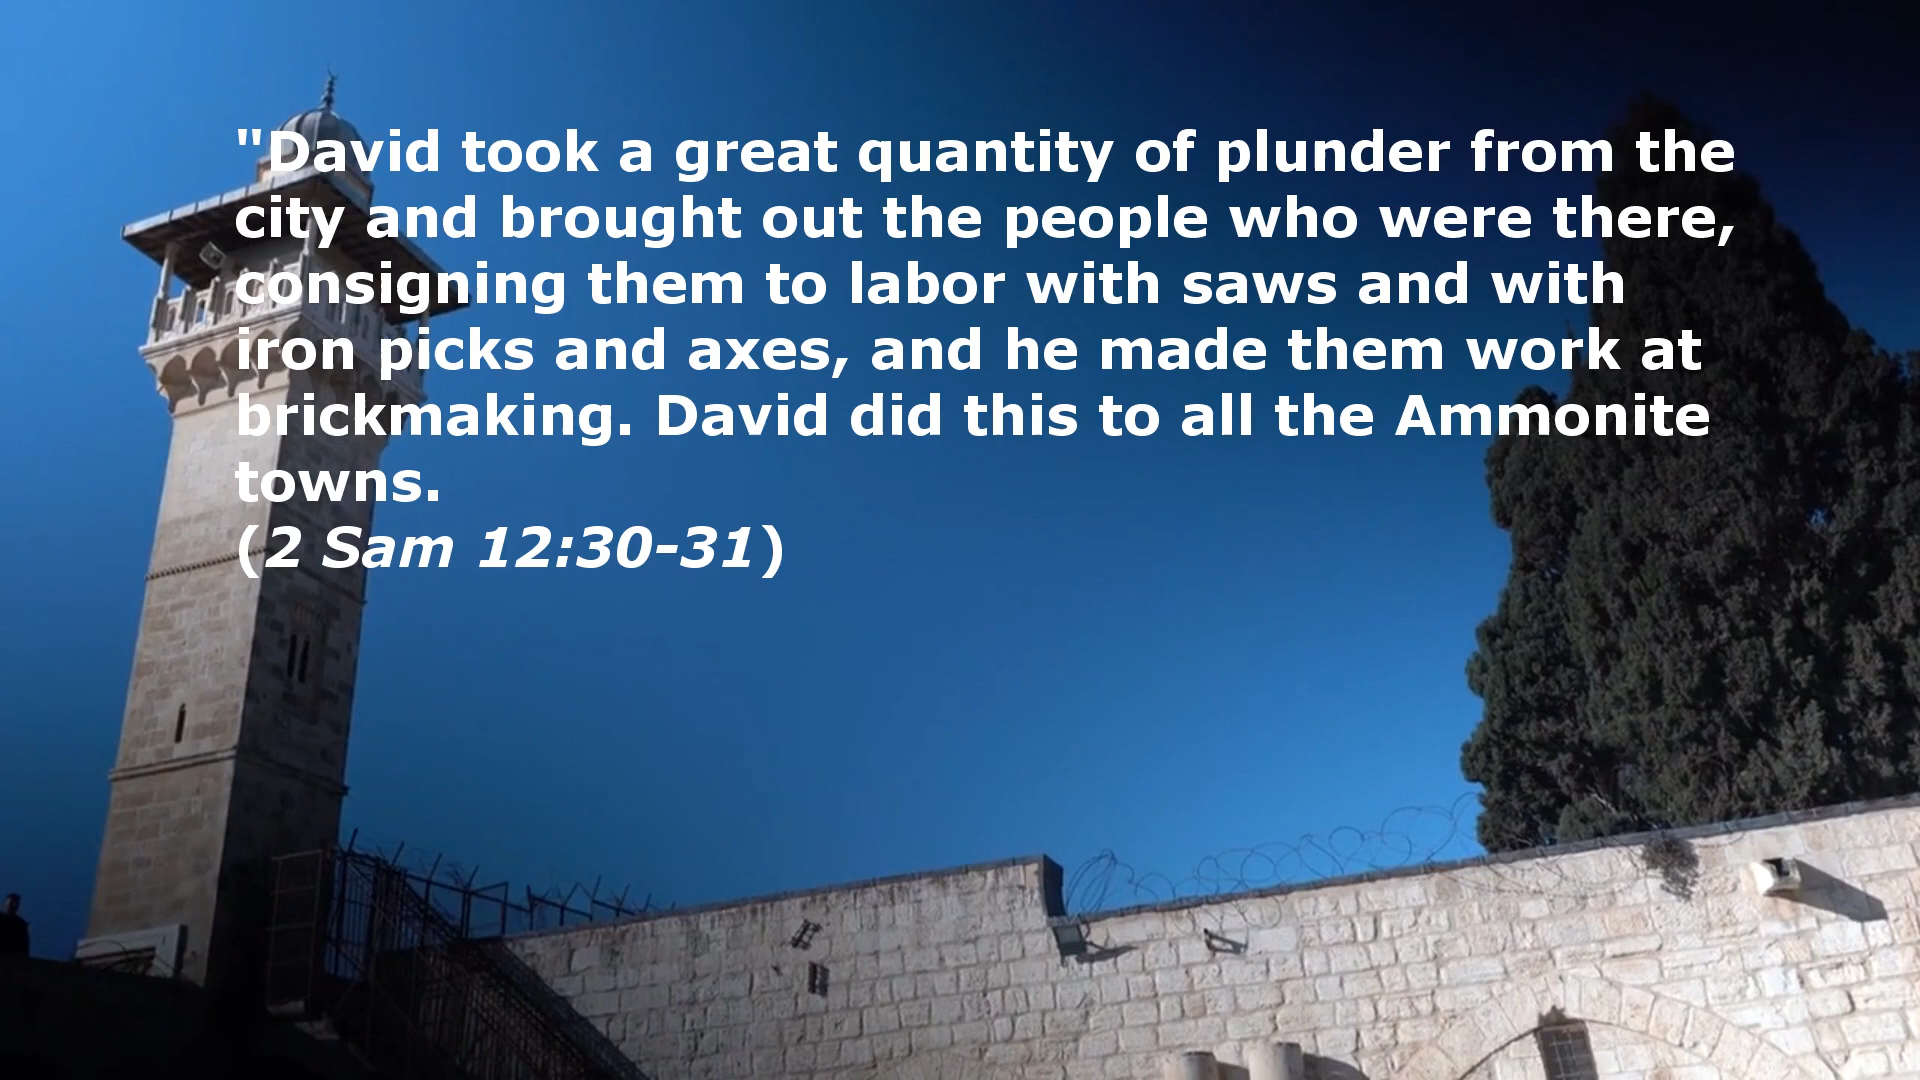 "David took a great quantity of plunder from the
city and brought out the people who were there,
consigning them to labor with saws and with
iron picks and axes, and he made them work at
brickmaking. David did this to all the Ammonite
towns.
(2 Sam 12:30-31)